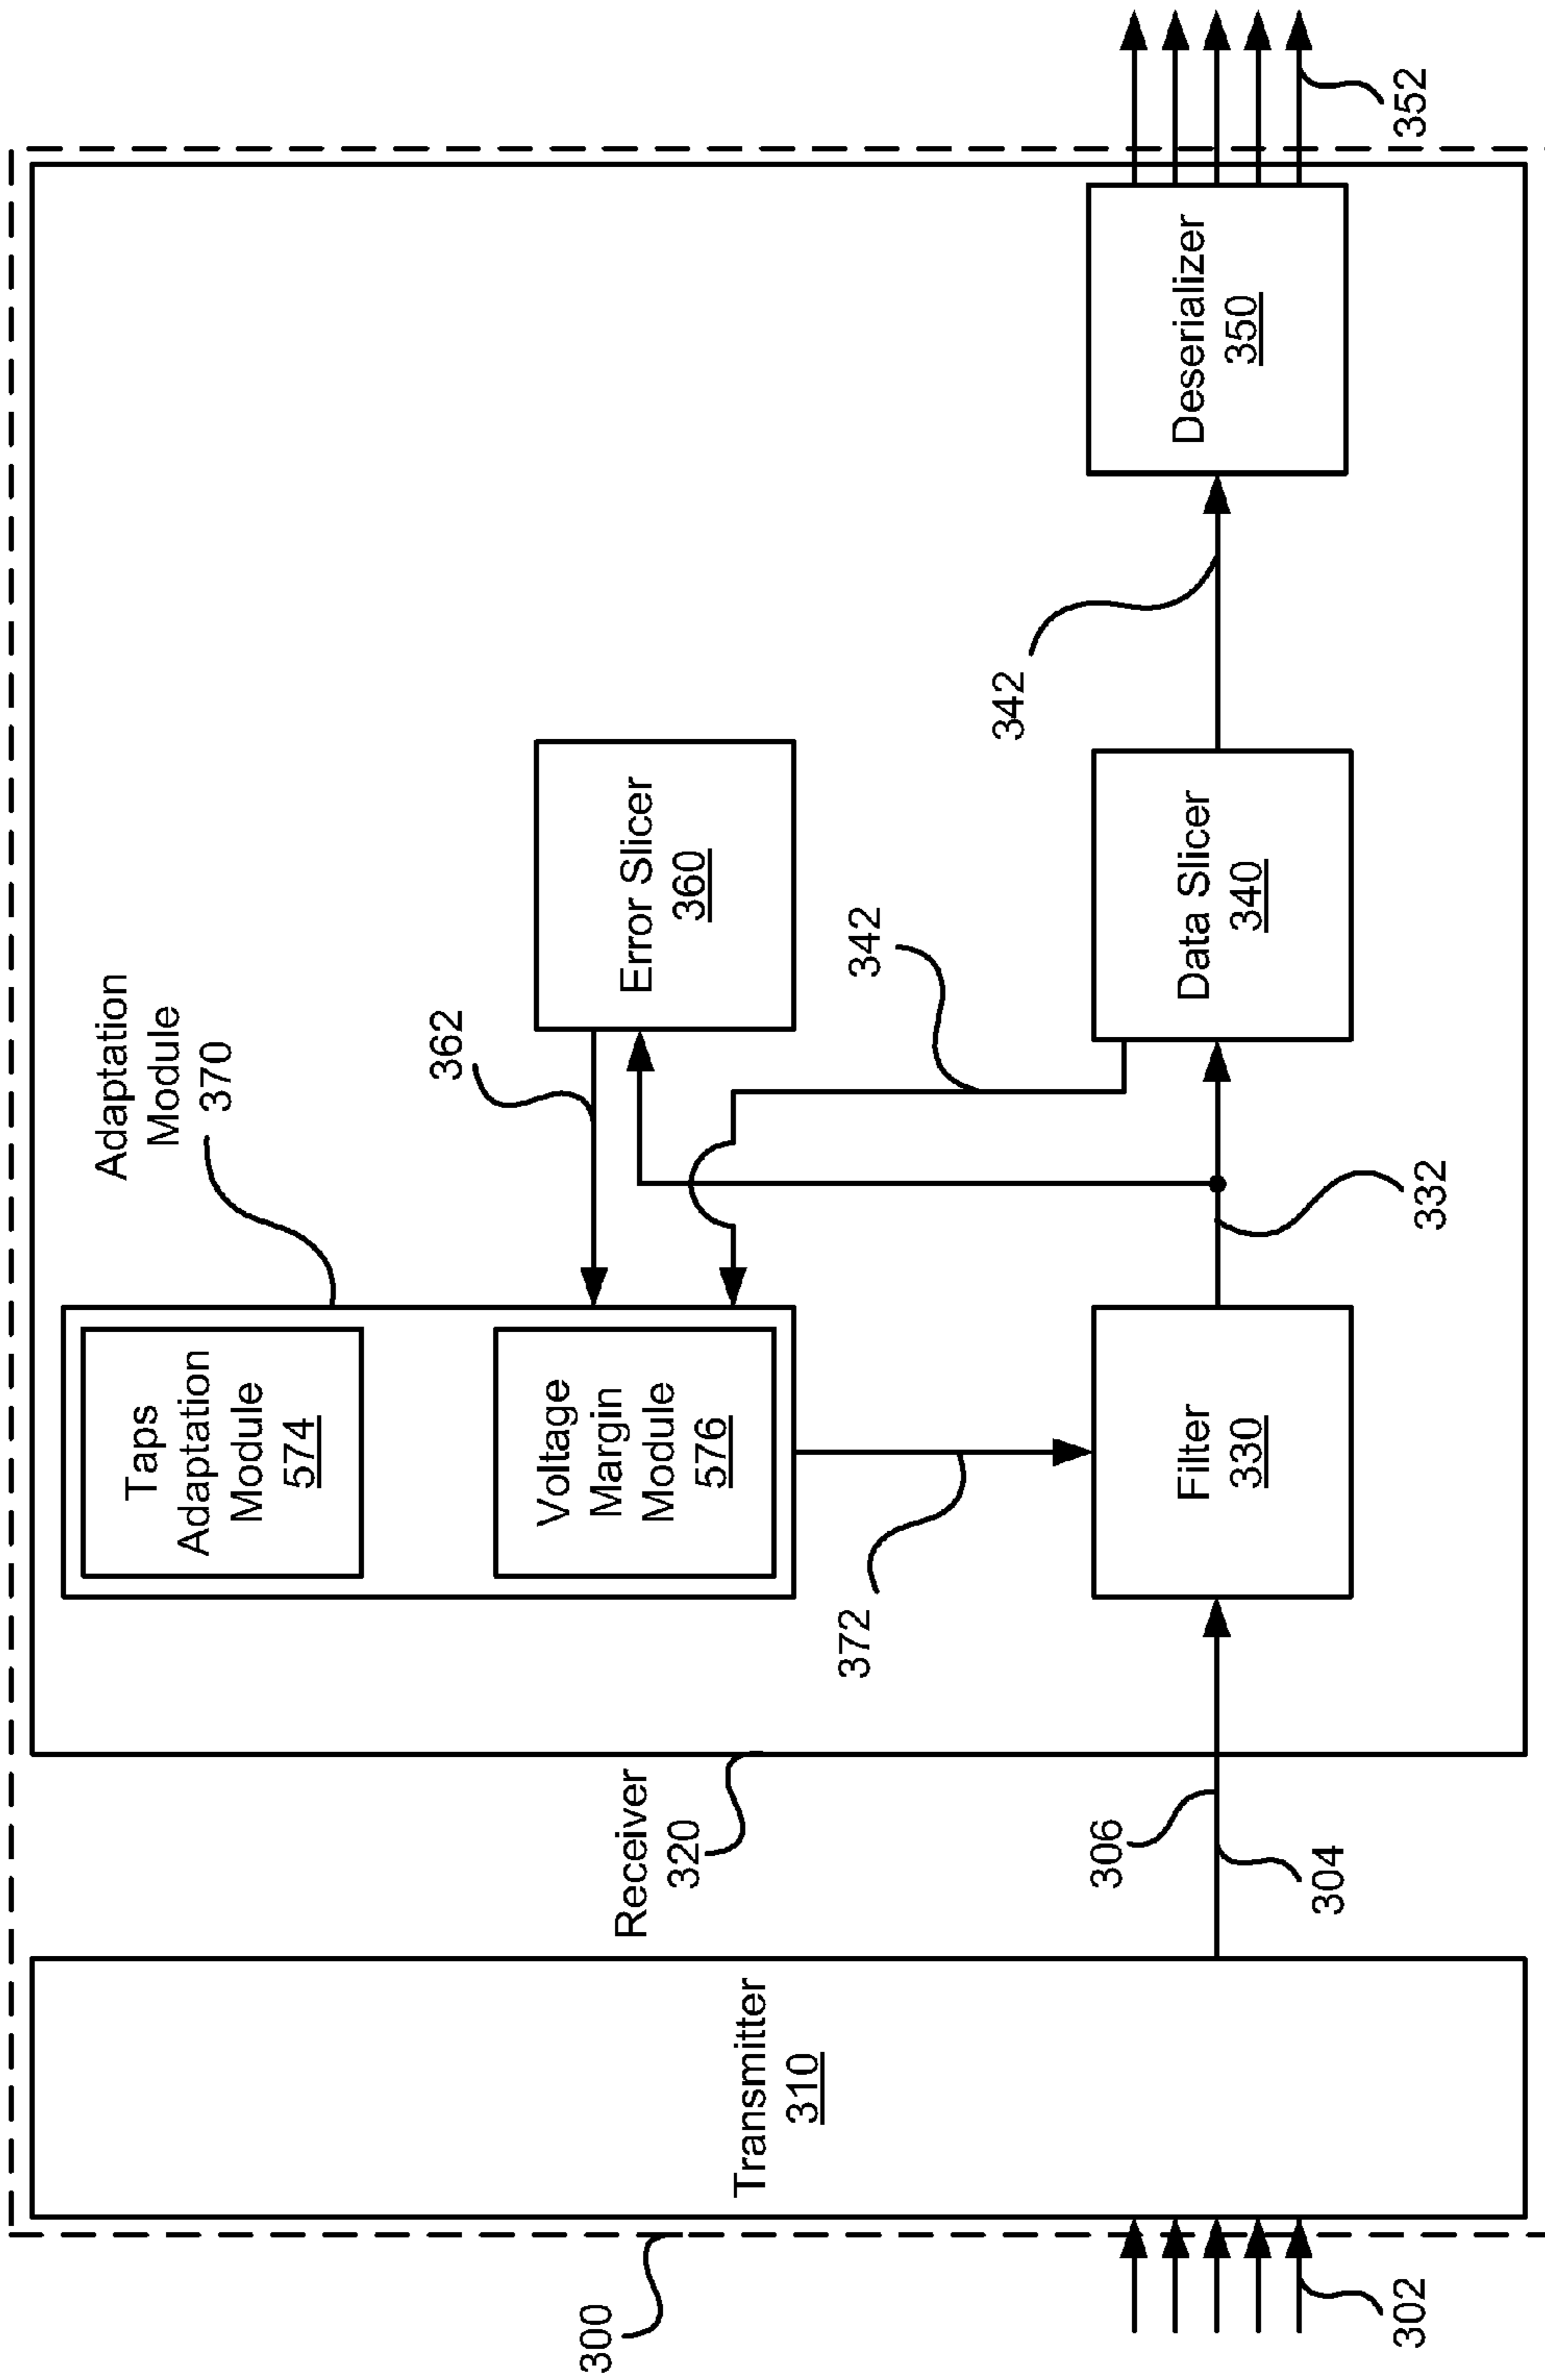 300
302
Transmitter
310
304
306
Receiver
320
Adaptation
Module
370
Taps
Adaptation
Module
574
Voltage
Margin
Module
576
372
Filter
330
332
362
342
Error Slicer
360
Data Slicer
340
342
Deserializer
350
352